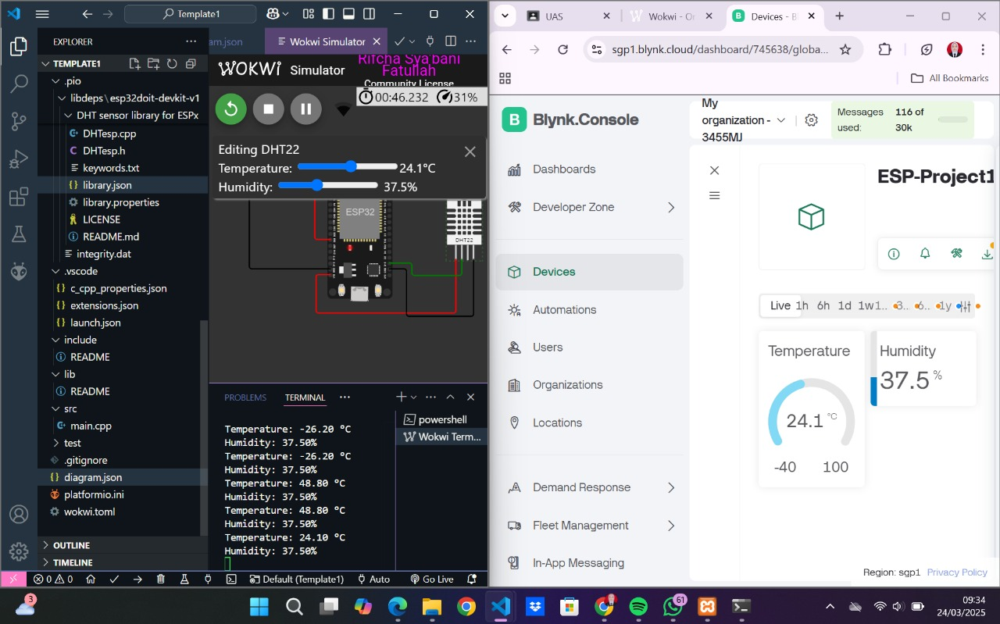 Template1
EXPLORER
TEMPLATE1
.pio
libdeps\esp32doit-devkit-v1
DHT sensor library for ESPx
DHTesp.cpp
DHTesp.h
keywords.txt
library.json
library.properties
LICENSE
README.md
integrity.dat
.vscode
c_cpp_properties.json
extensions.json
launch.json
include
README
lib
README
src
main.cpp
test
.gitignore
diagram.json
platformio.ini
wokwi.toml
OUTLINE
TIMELINE
am.json
Wokwi Simulator
WOKWI Simulator
Rifcha Sya'bani
Fatullah
Community License
00:46.232 31%
Editing DHT22
Temperature: 24.1°C
Humidity: 37.5%
ESP32
DHT22
PROBLEMS TERMINAL
powershell
Wokwi Term...
Temperature: -26.20 °C
Humidity: 37.50%
Temperature: -26.20 °C
Humidity: 37.50%
Temperature: 48.80 °C
Humidity: 37.50%
Temperature: 48.80 °C
Humidity: 37.50%
Temperature: 24.10 °C
Humidity: 37.50%
0 0 Default (Template1) Auto Go Live
UAS
Wokwi - Or
Devices - B
sgp1.blynk.cloud/dashboard/745638/globa...
All Bookmarks
B Blynk.Console
Dashboards
Developer Zone
Devices
Automations
Users
Organizations
Locations
Demand Response
Fleet Management
In-App Messaging
My
organization -
3455MJ
Messages
used:
116 of
30k
ESP-Project1
Live 1h 6h 1d 1w 1.. 3.. 6.. 1y
Temperature
24.1 °C
-40 100
Humidity
37.5 %
Region: sgp1 Privacy Policy
3
61
09:34
24/03/2025